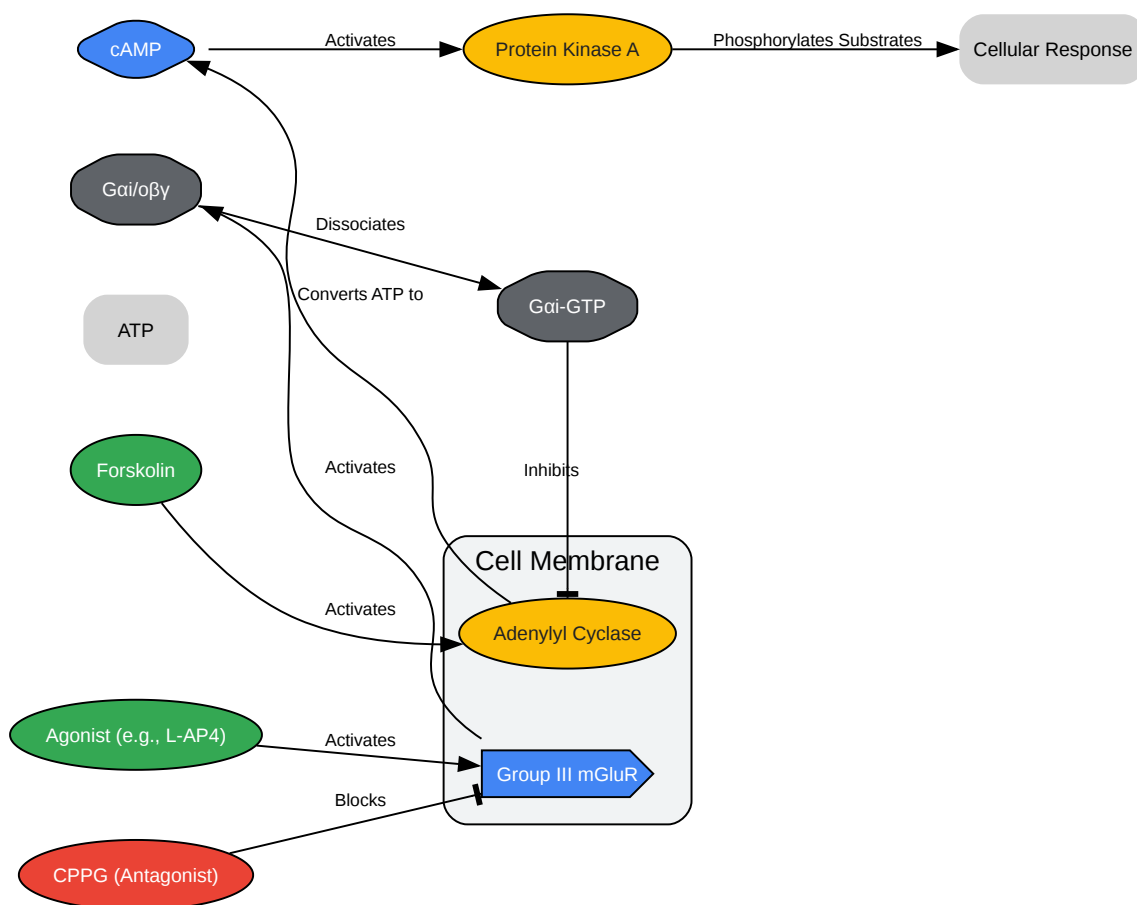 cAMP
Activates
Protein Kinase A
Phosphorylates Substrates
Cellular Response
Gαi/oβγ
Dissociates
Converts ATP to
Gαi-GTP
ATP
Forskolin
Activates
Inhibits
Cell Membrane
Activates
Adenylyl Cyclase
Agonist (e.g., L-AP4)
Activates
Group III mGluR
Blocks
CPPG (Antagonist)